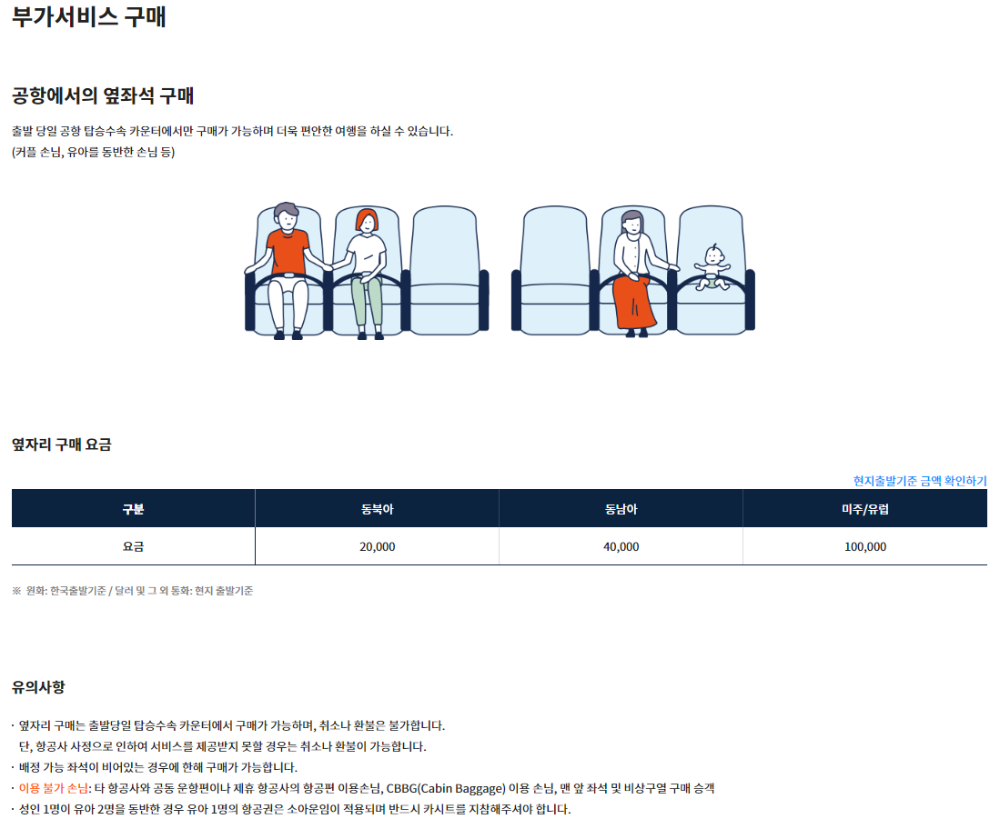 부가서비스 구매
공항에서의 옆좌석 구매
출발 당일 공항 탑승수속 카운터에서만 구매가 가능하며 더욱 편안한 여행을 하실 수 있습니다.
(커플 손님, 유아를 동반한 손님 등)
옆자리 구매 요금
현지출발기준 금액 확인하기
구분 동북아 동남아 미주/유럽
요금 20,000 40,000 100,000
※ 원화: 한국출발기준 / 달러 및 그 외 통화: 현지 출발기준
유의사항
· 옆자리 구매는 출발당일 탑승수속 카운터에서 구매가 가능하며, 취소나 환불은 불가합니다.
단, 항공사 사정으로 인하여 서비스를 제공받지 못할 경우는 취소나 환불이 가능합니다.
· 배정 가능 좌석이 비어있는 경우에 한해 구매가 가능합니다.
· 이용 불가 손님: 타 항공사와 공동 운항편이나 제휴 항공사의 항공편 이용손님, CBBG(Cabin Baggage) 이용 손님, 맨 앞 좌석 및 비상구열 구매 승객
· 성인 1명이 유아 2명을 동반한 경우 유아 1명의 항공권은 소아운임이 적용되며 반드시 카시트를 지참해주셔야 합니다.